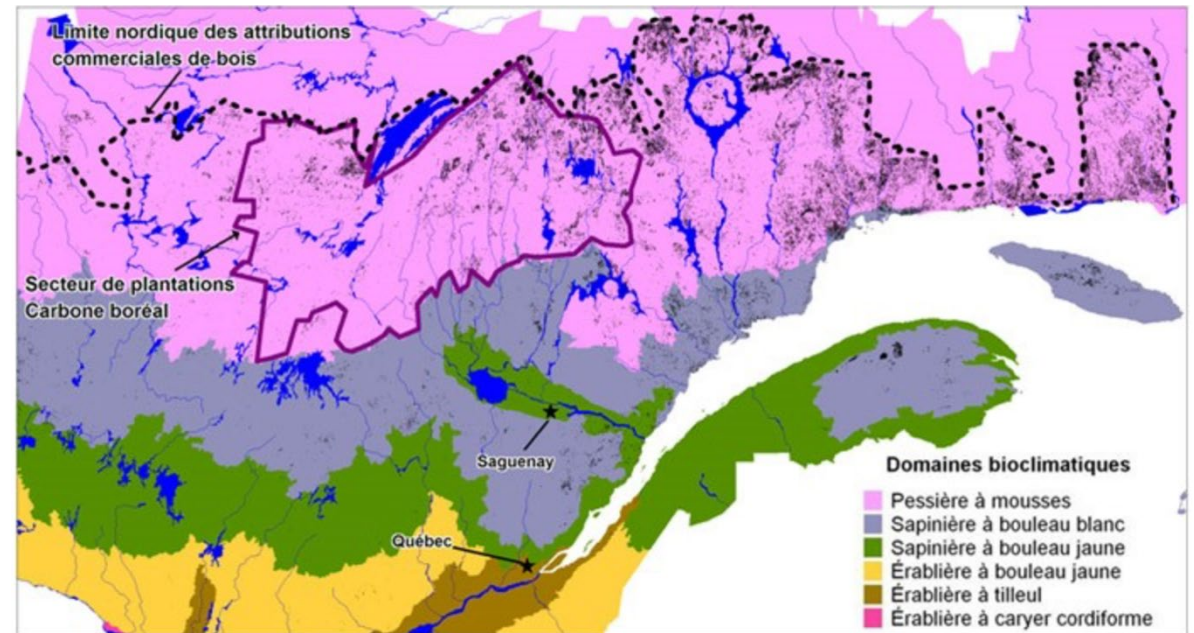 Limite nordique des attributions
commerciales de bois
Secteur de plantations
Carbone boréal
Saguenay
Québec
Domaines bioclimatiques
Pessière à mousses
Sapinière à bouleau blanc
Sapinière à bouleau jaune
Érablière à bouleau jaune
Érablière à tilleul
Érablière à caryer cordiforme